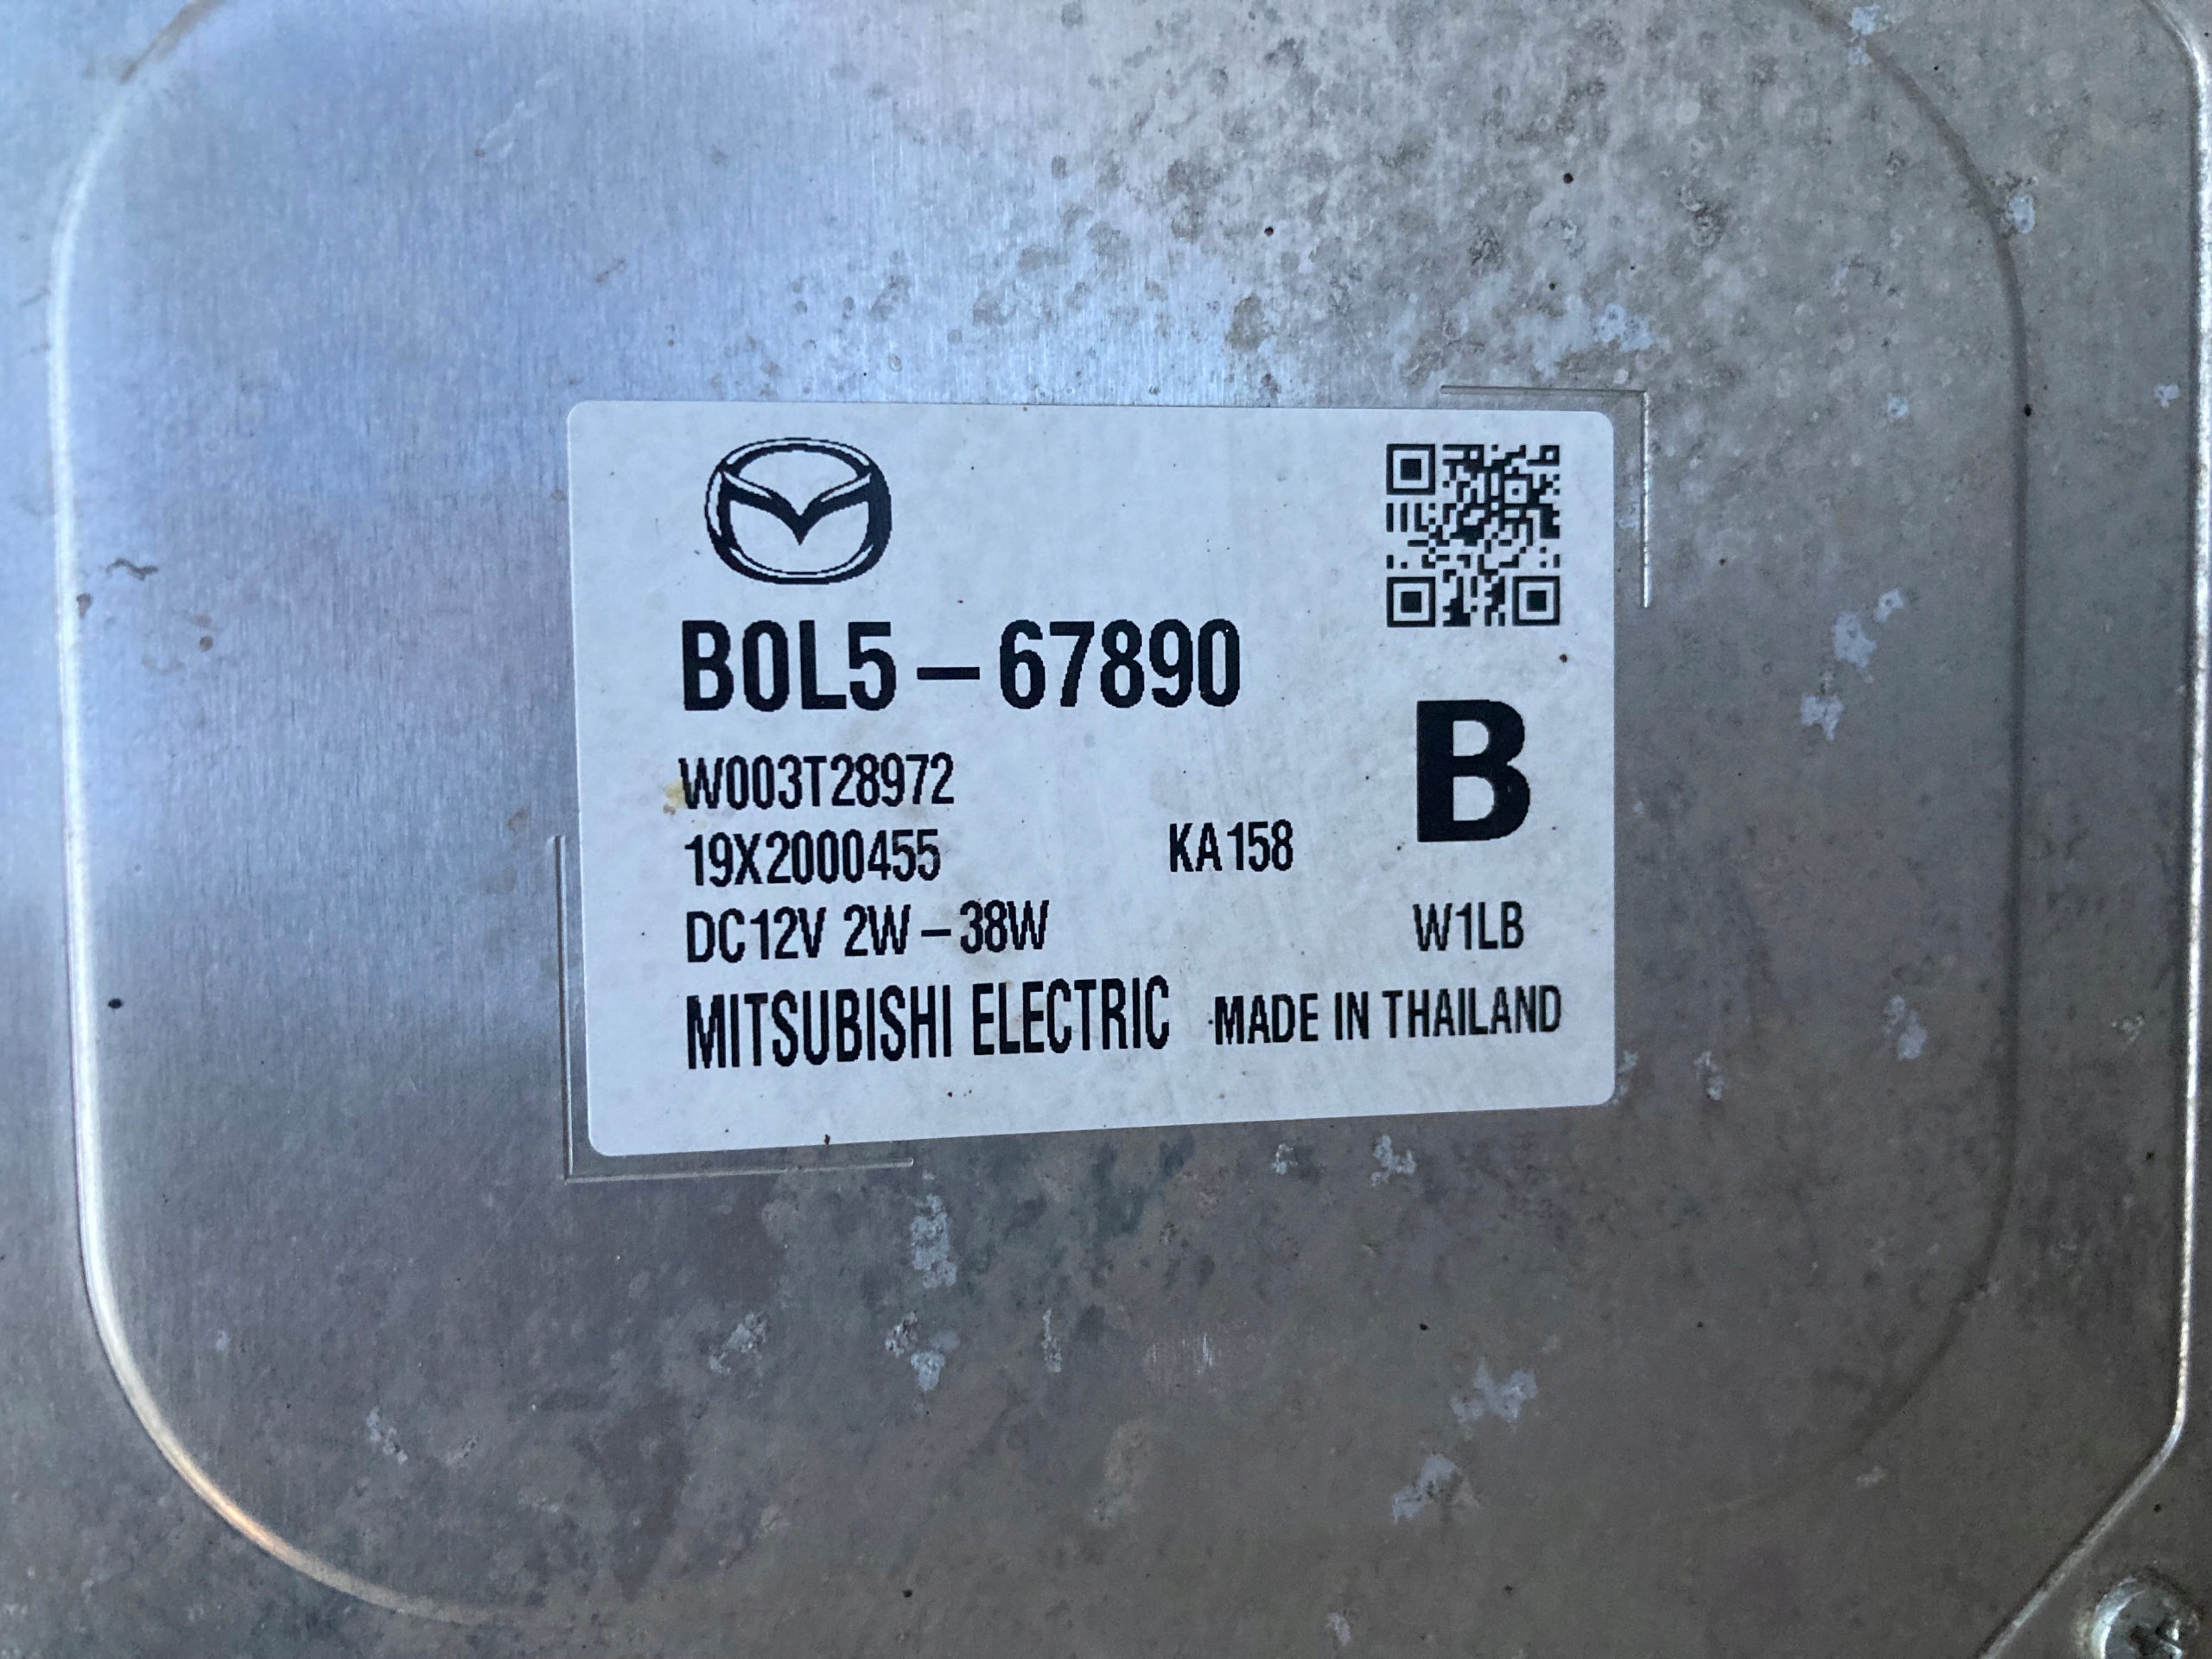 B0L5-67890
B
W003T28972
19X2000455 KA158
DC12V 2W-38W W1LB
MITSUBISHI ELECTRIC MADE IN THAILAND